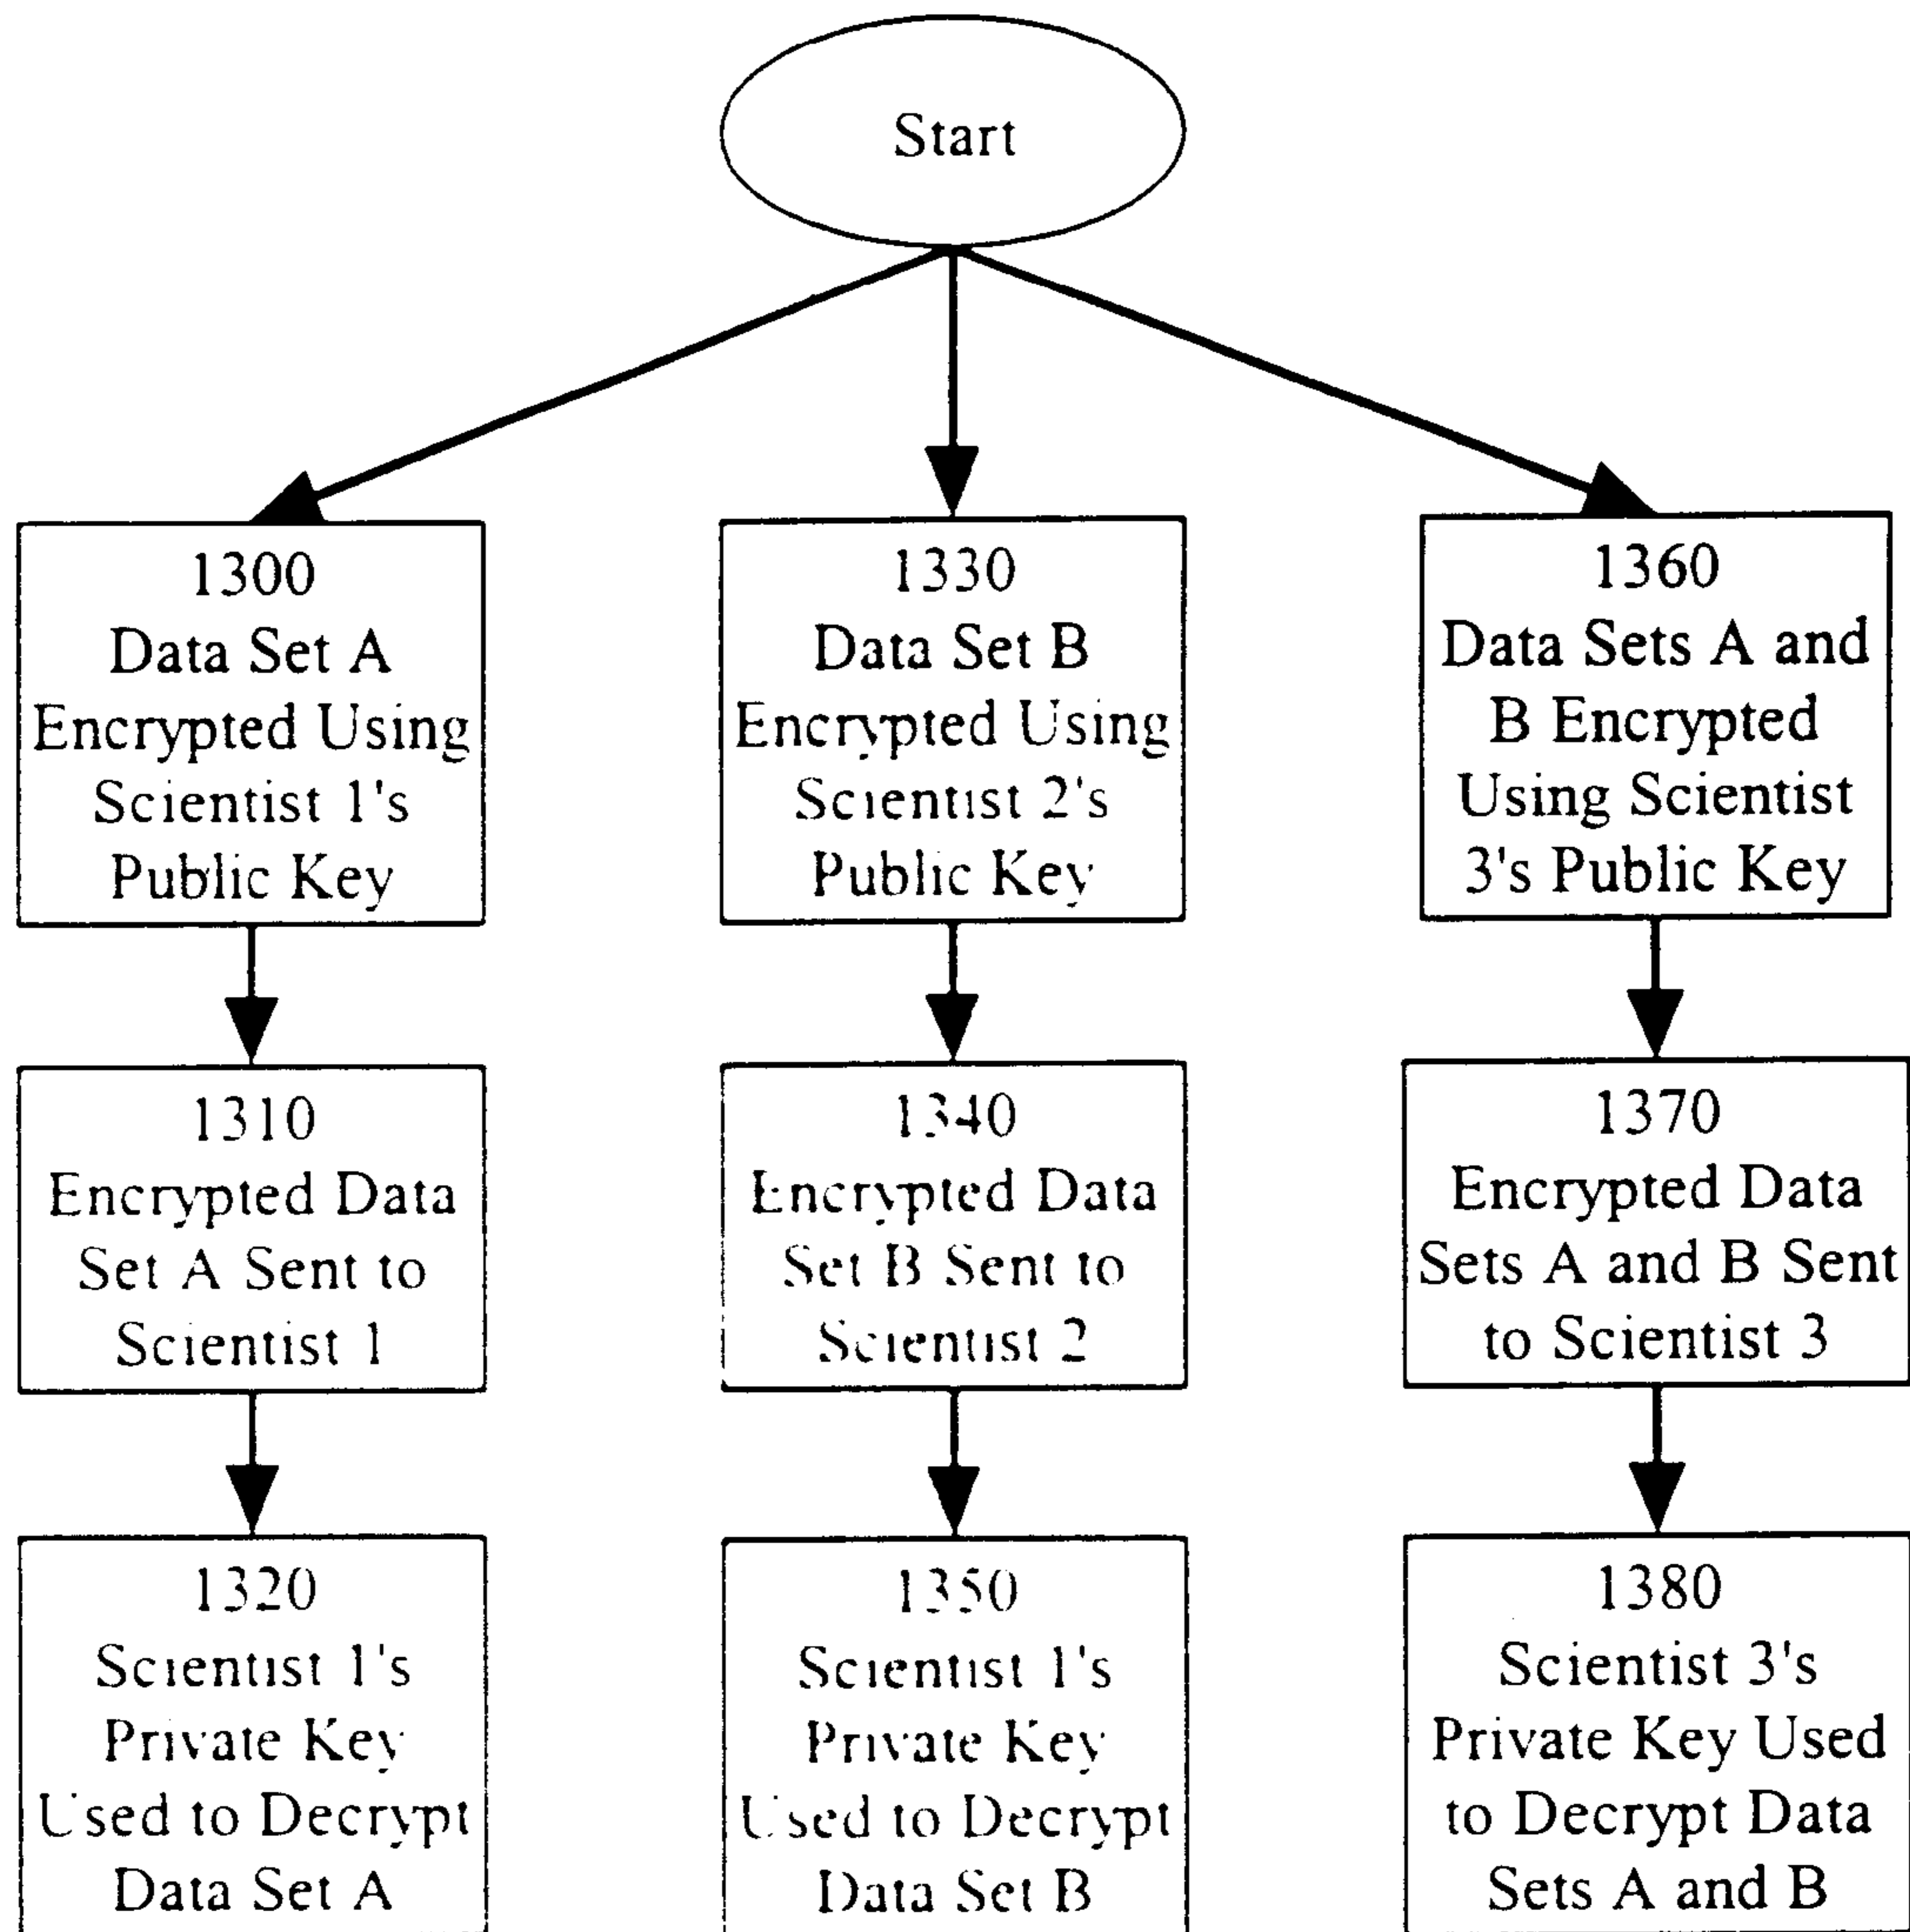 Start
1300
Data Set A
Encrypted Using
Scientist 1's
Public Key
1310
Encrypted Data
Set A Sent to
Scientist 1
1320
Scientist 1's
Private Key
Used to Decrypt
Data Set A
1330
Data Set B
Encrypted Using
Scientist 2's
Public Key
1340
Encrypted Data
Set B Sent to
Scientist 2
1350
Scientist 1's
Private Key
Used to Decrypt
Data Set B
1360
Data Sets A and
B Encrypted
Using Scientist
3's Public Key
1370
Encrypted Data
Sets A and B Sent
to Scientist 3
1380
Scientist 3's
Private Key Used
to Decrypt Data
Sets A and B